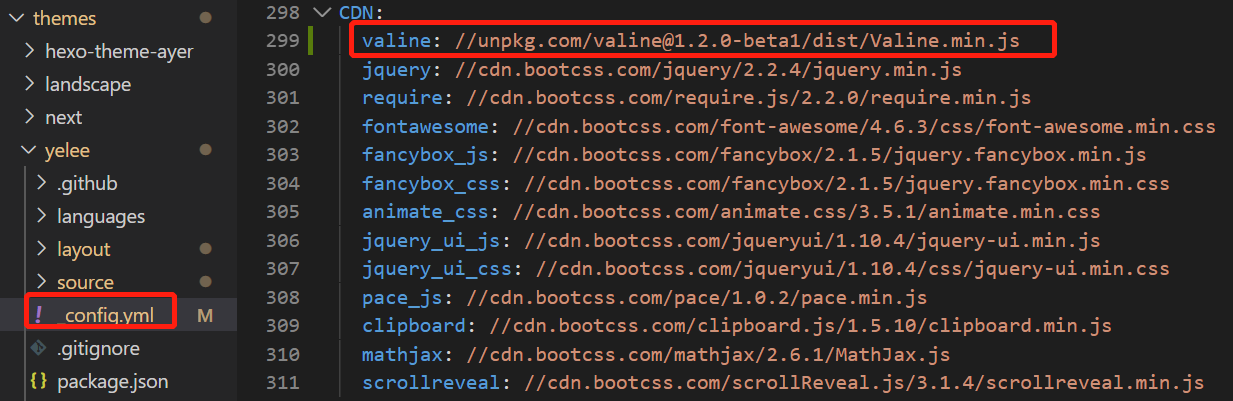 themes
hexo-theme-ayer
landscape
next
yelee
.github
languages
layout
source
! _config.yml M
.gitignore
{} package.json
298 CDN:
299 valine: //unpkg.com/valine@1.2.0-beta1/dist/Valine.min.js
300 jquery: //cdn.bootcss.com/jquery/2.2.4/jquery.min.js
301 require: //cdn.bootcss.com/require.js/2.2.0/require.min.js
302 fontawesome: //cdn.bootcss.com/font-awesome/4.6.3/css/font-awesome.min.css
303 fancybox_js: //cdn.bootcss.com/fancybox/2.1.5/jquery.fancybox.min.js
304 fancybox_css: //cdn.bootcss.com/fancybox/2.1.5/jquery.fancybox.min.css
305 animate_css: //cdn.bootcss.com/animate.css/3.5.1/animate.min.css
306 jquery_ui_js: //cdn.bootcss.com/jqueryui/1.10.4/jquery-ui.min.js
307 jquery_ui_css: //cdn.bootcss.com/jqueryui/1.10.4/css/jquery-ui.min.css
308 pace_js: //cdn.bootcss.com/pace/1.0.2/pace.min.js
309 clipboard: //cdn.bootcss.com/clipboard.js/1.5.10/clipboard.min.js
310 mathjax: //cdn.bootcss.com/mathjax/2.6.1/MathJax.js
311 scrollreveal: //cdn.bootcss.com/scrollReveal.js/3.1.4/scrollreveal.min.js